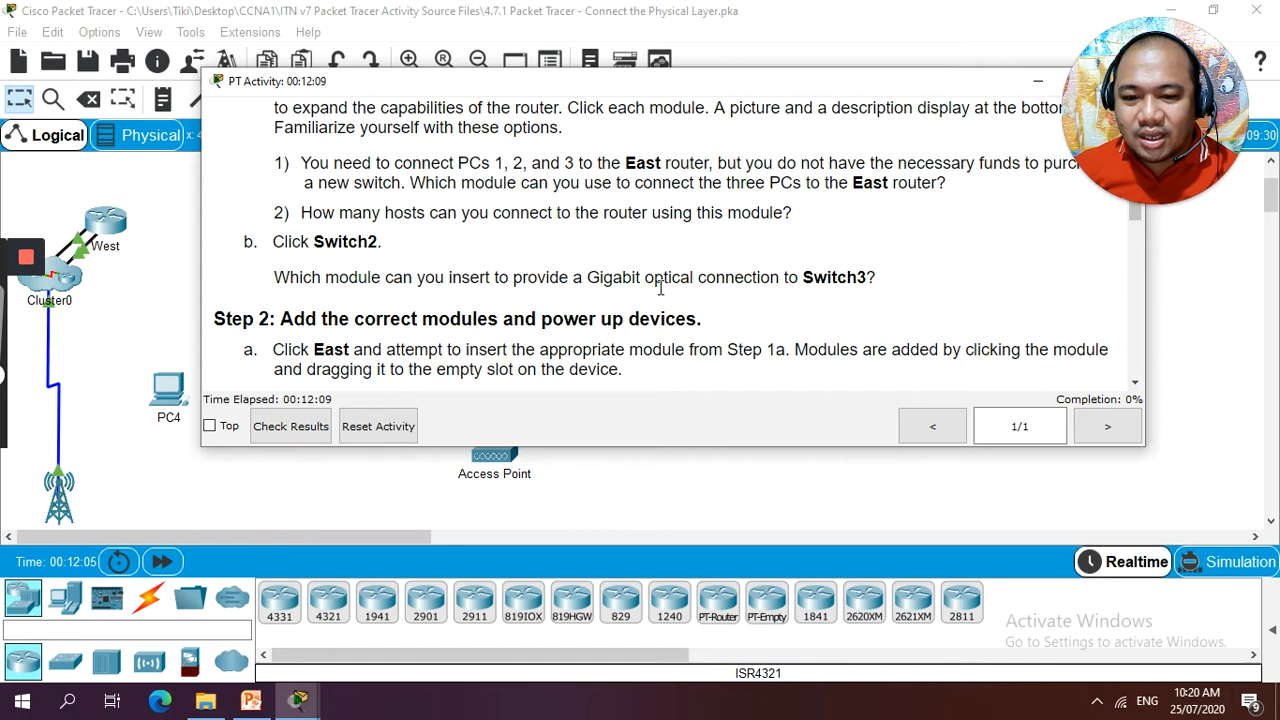 Cisco Packet Tracer - C:\Users\Tiki\Desktop\CCNA1\ITN v7 Packet Tracer Activity Source Files\4.7.1 Packet Tracer - Connect the Physical Layer.pka
File Edit Options View Tools Extensions Help
PT Activity: 00:12:09
Logical
Physical x: 4
09:30
to expand the capabilities of the router. Click each module. A picture and a description display at the bottom
Familiarize yourself with these options.
1) You need to connect PCs 1, 2, and 3 to the East router, but you do not have the necessary funds to purc
a new switch. Which module can you use to connect the three PCs to the East router?
2) How many hosts can you connect to the router using this module?
b. Click Switch2.
Which module can you insert to provide a Gigabit optical connection to Switch3?
Step 2: Add the correct modules and power up devices.
a. Click East and attempt to insert the appropriate module from Step 1a. Modules are added by clicking the module
and dragging it to the empty slot on the device.
Time Elapsed: 00:12:09
Completion: 0%
Top
Check Results
Reset Activity
<
1/1
>
West
Cluster0
PC4
Access Point
Time: 00:12:05
Realtime
Simulation
4331 4321 1941 2901 2911 819IOX 819HGW 829 1240 PT-Router PT-Empty 1841 2620XM 2621XM 2811
Activate Windows
Go to Settings to activate Windows.
ISR4321
ENG
10:20 AM
25/07/2020
9